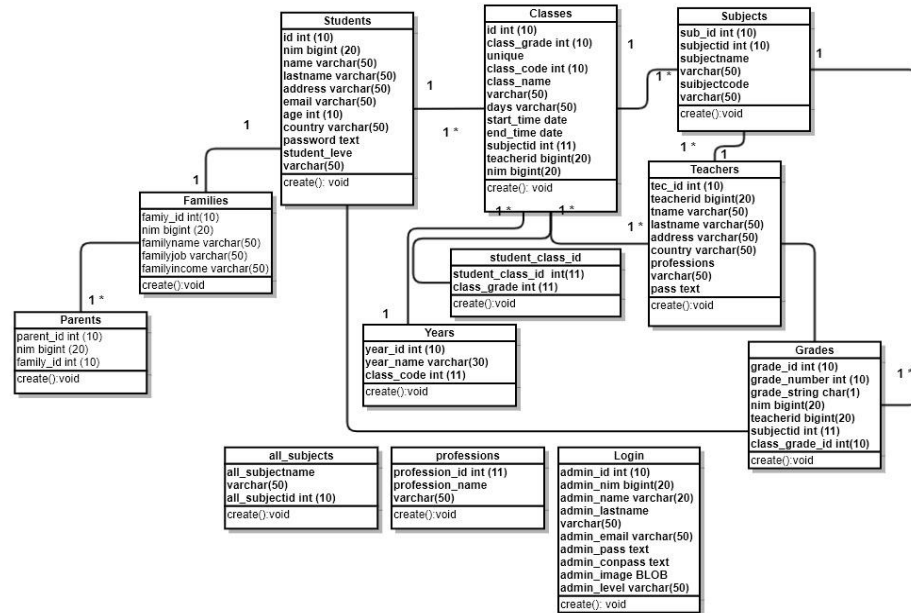 Students
id int (10)
nim bigint (20)
name varchar(50)
lastname varchar(50)
address varchar(50)
email varchar(50)
age int (10)
country varchar(50)
password text
student_leve
varchar(50)
create(): void
Classes
id int (10)
class_grade int (10)
unique
class_code int (10)
class_name
varchar(50)
days varchar(50)
start_time date
end_time date
subjectid int (11)
teacherid bigint(20)
nim bigint(20)
create(): void
Subjects
sub_id int (10)
subjectid int (10)
subjectname
varchar(50)
suibjectcode
varchar(50)
create():void
1
1 *
1
1 *
1
1
1
1 *
1
Families
famiy_id int(10)
nim bigint (20)
familyname varchar(50)
familyjob varchar(50)
familyincome varchar(50)
create():void
Teachers
tec_id int (10)
teacherid bigint(20)
tname varchar(50)
lastname varchar(50)
address varchar(50)
country varchar(50)
professions
varchar(50)
pass text
create():void
1 *
1 *
1 *
student_class_id
student_class_id int(11)
class_grade int (11)
create():void
1 *
Parents
parent_id int (10)
nim bigint (20)
family_id int (10)
create():void
1
Years
year_id int (10)
year_name varchar(30)
class_code int (11)
create():void
Grades
grade_id int (10)
grade_number int (10)
grade_string char(1)
nim bigint(20)
teacherid bigint(20)
subjectid int (11)
class_grade_id int(10)
create():void
1 *
all_subjects
all_subjectname
varchar(50)
all_subjectid int (10)
create():void
professions
profession_id int (11)
profession_name
varchar(50)
create():void
Login
admin_id int (10)
admin_nim bigint(20)
admin_name varchar(20)
admin_lastname
varchar(50)
admin_email varchar(50)
admin_pass text
admin_conpass text
admin_image BLOB
admin_level varchar(50)
create(): void